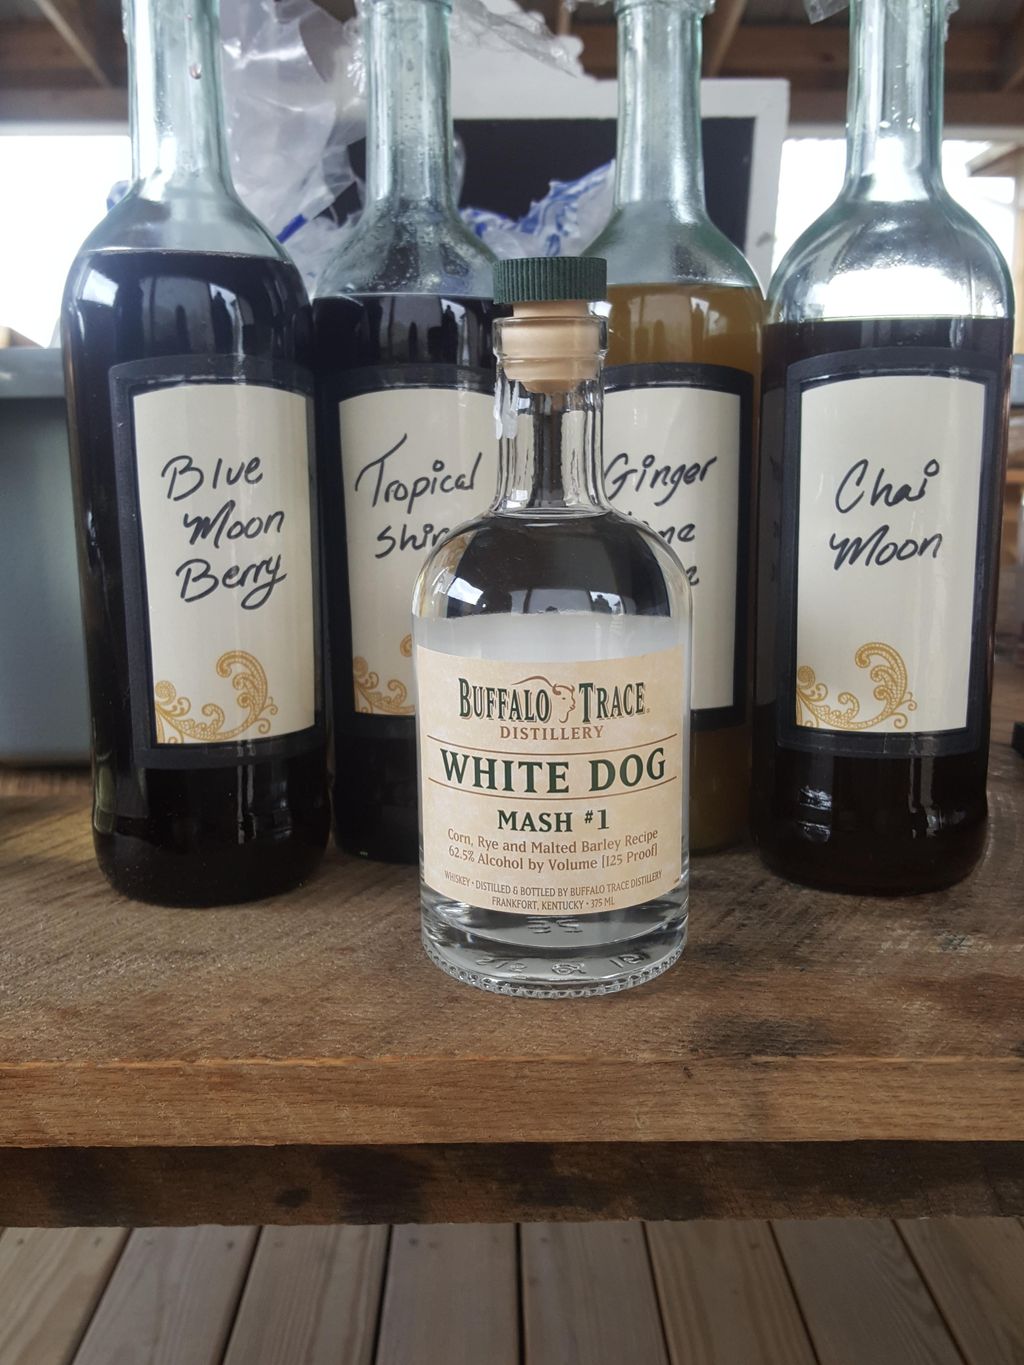 Blue
Moon
Berry
Tropical
Ginger
Chai
Moon
BUFFALO TRACE
DISTILLERY
WHITE DOG
MASH #1
Corn, Rye and Malted Barley Recipe
62.5% Alcohol by Volume [125 Proof]
WHISKEY • DISTILLED & BOTTLED BY BUFFALO TRACE DISTILLERY
FRANKFORT, KENTUCKY • 375 ML